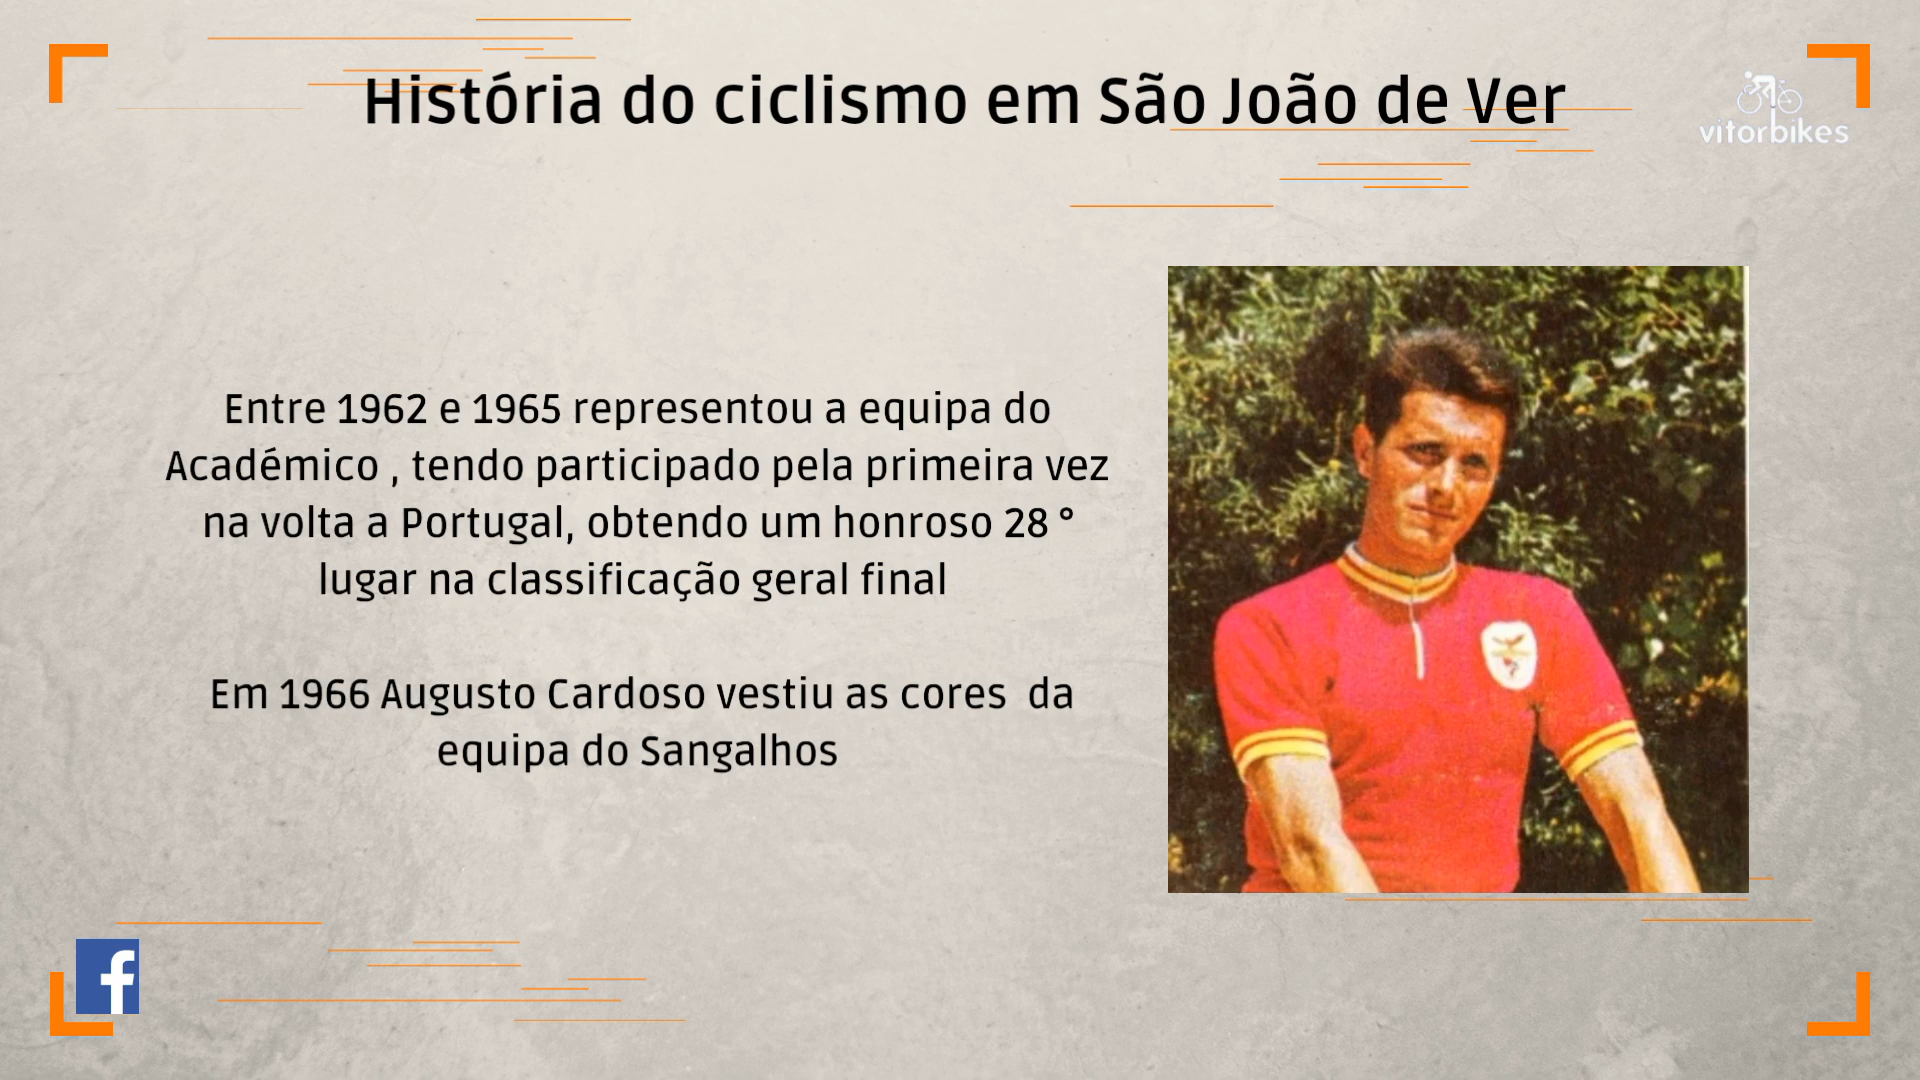 História do ciclismo em São João de Ver
vitorbikes
Entre 1962 e 1965 representou a equipa do
Académico , tendo participado pela primeira vez
na volta a Portugal, obtendo um honroso 28 °
lugar na classificação geral final
Em 1966 Augusto Cardoso vestiu as cores  da
equipa do Sangalhos
f